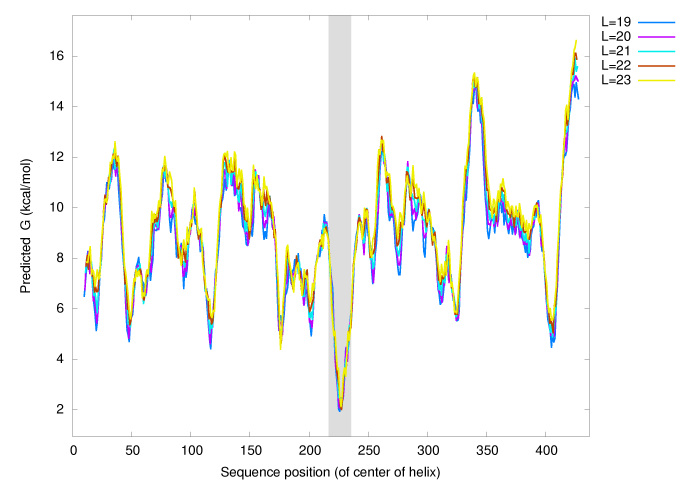 L=19
L=20
L=21
L=22
L=23
16
14
12
10
8
6
4
2
Predicted G (kcal/mol)
0 50 100 150 200 250 300 350 400
Sequence position (of center of helix)